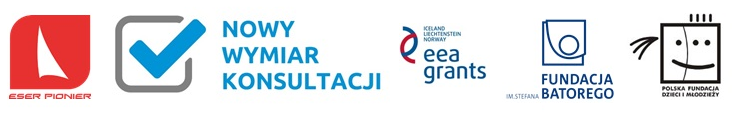 ESER PIONIER
NOWY
WYMIAR
KONSULTACJI
ICELAND
LIECHTENSTEIN
NORWAY
eea
grants
FUNDACJA
IM. STEFANA BATOREGO
POLSKA FUNDACJA
DZIECI I MŁODZIEŻY